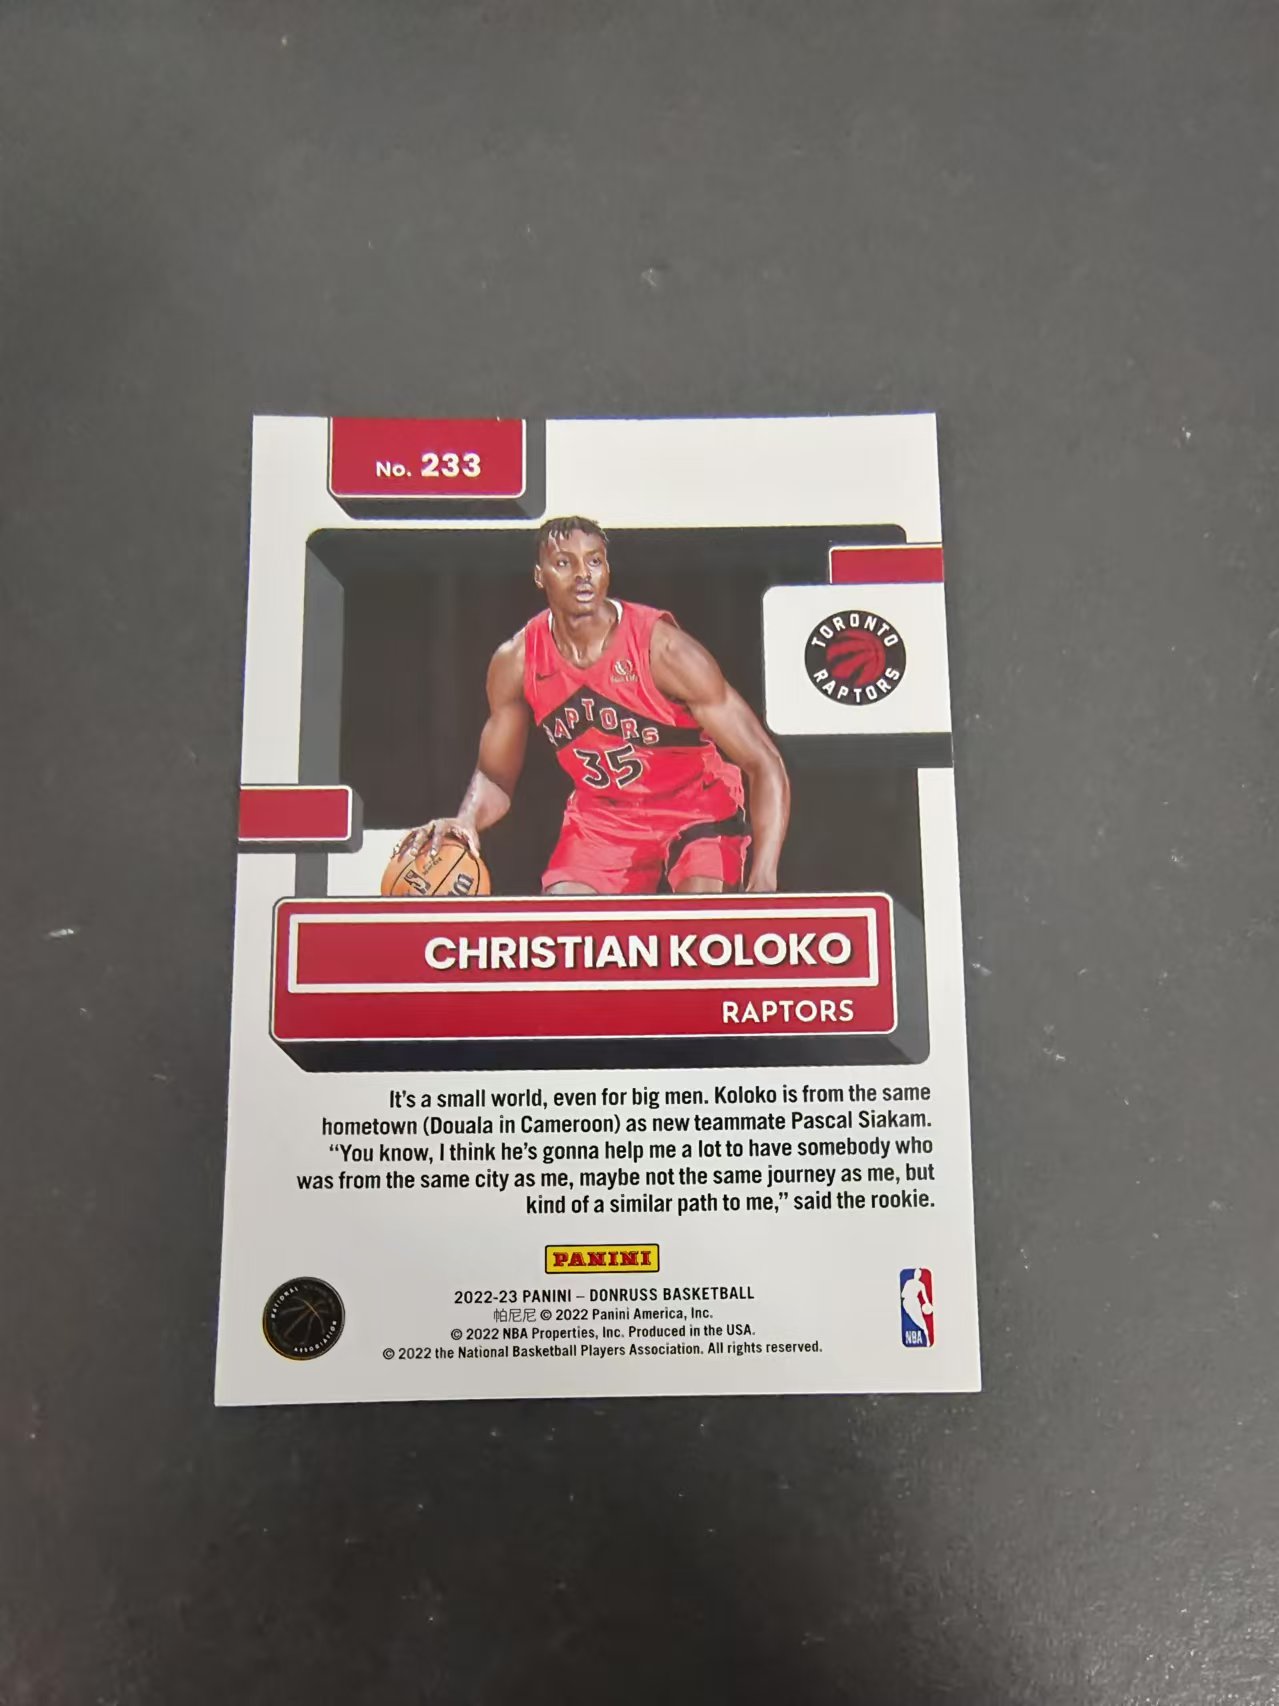 No. 233
TORONTO
RAPTORS
RAPTORS
35
CHRISTIAN KOLOKO
RAPTORS
It's a small world, even for big men. Koloko is from the same
hometown (Douala in Cameroon) as new teammate Pascal Siakam.
“You know, I think he's gonna help me a lot to have somebody who
was from the same city as me, maybe not the same journey as me, but
kind of a similar path to me,” said the rookie.
PANINI
2022-23 PANINI – DONRUSS BASKETBALL
帕尼尼 © 2022 Panini America, Inc.
© 2022 NBA Properties, Inc. Produced in the USA.
© 2022 the National Basketball Players Association. All rights reserved.
NATIONAL
ASSOCIATION
NBA